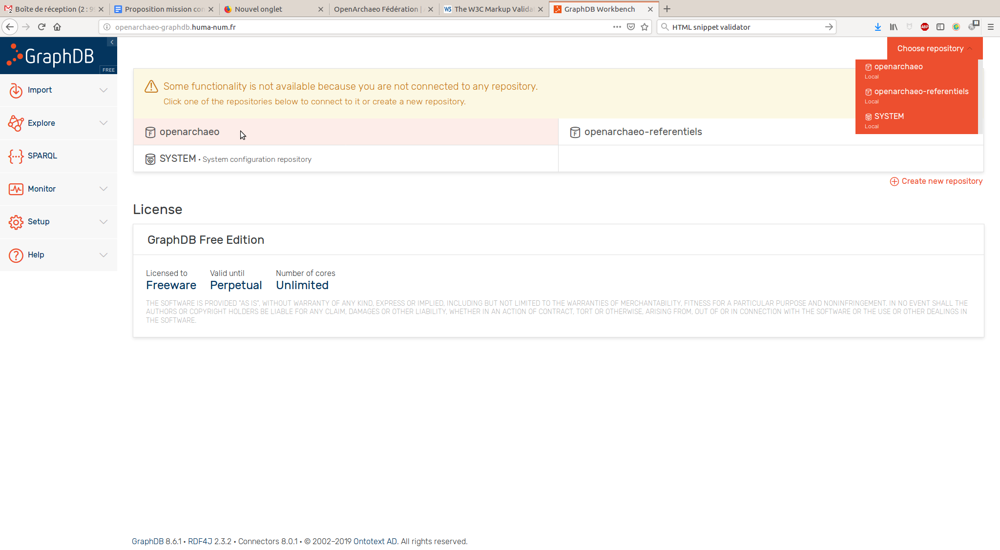 Boîte de réception (2 : 9
Proposition mission con
Nouvel onglet
OpenArchaeo Fédération |
The W3C Markup Valida
GraphDB Workbench
openarchaeo-graphdb.huma-num.fr
HTML snippet validator
ABP
GraphDB
FREE
Choose repository
openarchaeo
Local
openarchaeo-referentiels
Local
SYSTEM
Local
Import
Explore
SPARQL
Monitor
Setup
Help
Some functionality is not available because you are not connected to any repository.
Click one of the repositories below to connect to it or create a new repository.
openarchaeo
openarchaeo-referentiels
SYSTEM · System configuration repository
Create new repository
License
GraphDB Free Edition
Licensed to Valid until Number of cores
Freeware Perpetual Unlimited
THE SOFTWARE IS PROVIDED "AS IS", WITHOUT WARRANTY OF ANY KIND, EXPRESS OR IMPLIED, INCLUDING BUT NOT LIMITED TO THE WARRANTIES OF MERCHANTABILITY, FITNESS FOR A PARTICULAR PURPOSE AND NONINFRINGEMENT. IN NO EVENT SHALL THE
AUTHORS OR COPYRIGHT HOLDERS BE LIABLE FOR ANY CLAIM, DAMAGES OR OTHER LIABILITY, WHETHER IN AN ACTION OF CONTRACT, TORT OR OTHERWISE, ARISING FROM, OUT OF OR IN CONNECTION WITH THE SOFTWARE OR THE USE OR OTHER DEALINGS IN
THE SOFTWARE.
GraphDB 8.6.1 • RDF4J 2.3.2 • Connectors 8.0.1 • © 2002–2019 Ontotext AD. All rights reserved.